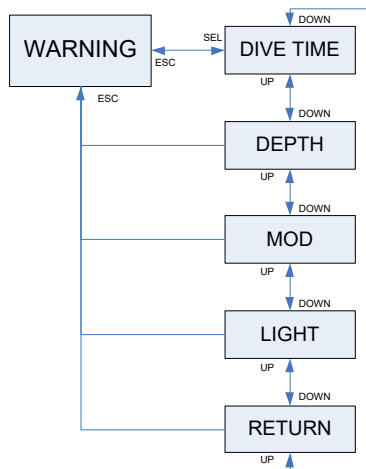 DOWN
WARNING
SEL
DIVE TIME
ESC
UP
ESC
DOWN
DEPTH
UP
DOWN
MOD
UP
DOWN
LIGHT
UP
DOWN
RETURN
UP